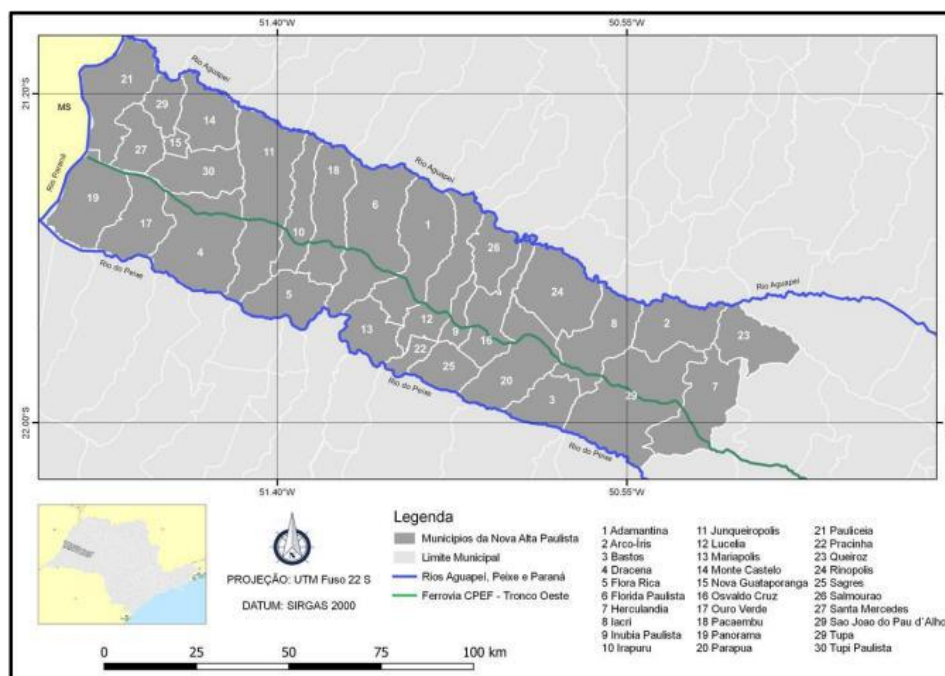 51.40°W
50.55°W
21.20°S
22.00°S
MS
Rio Paraná
Rio Aguapeí
Rio Aguapeí
Rio Aguapeí
Rio do Peixe
Rio do Peixe
Rio do Peixe
21
29
14
15
27
30
11
18
19
17
4
10
6
1
26
5
24
13
12
9
16
8
2
23
22
25
20
3
29
7
51.40°W
50.55°W
PROJEÇÃO: UTM Fuso 22 S
DATUM: SIRGAS 2000
Legenda
Municípios da Nova Alta Paulista
Limite Municipal
Rios Aguapeí, Peixe e Paraná
Ferrovia CPEF - Tronco Oeste
1 Adamantina
2 Arco-Íris
3 Bastos
4 Dracena
5 Flora Rica
6 Florida Paulista
7 Herculandia
8 Iacri
9 Inubia Paulista
10 Irapuru
11 Junqueiropolis
12 Lucelia
13 Mariapolis
14 Monte Castelo
15 Nova Guataporanga
16 Osvaldo Cruz
17 Ouro Verde
18 Pacaembu
19 Panorama
20 Parapua
21 Pauliceia
22 Pracinha
23 Queiroz
24 Rinopolis
25 Sagres
26 Salmourao
27 Santa Mercedes
29 Sao Joao do Pau d´Alho
29 Tupa
30 Tupi Paulista
0 25 50 75 100 km